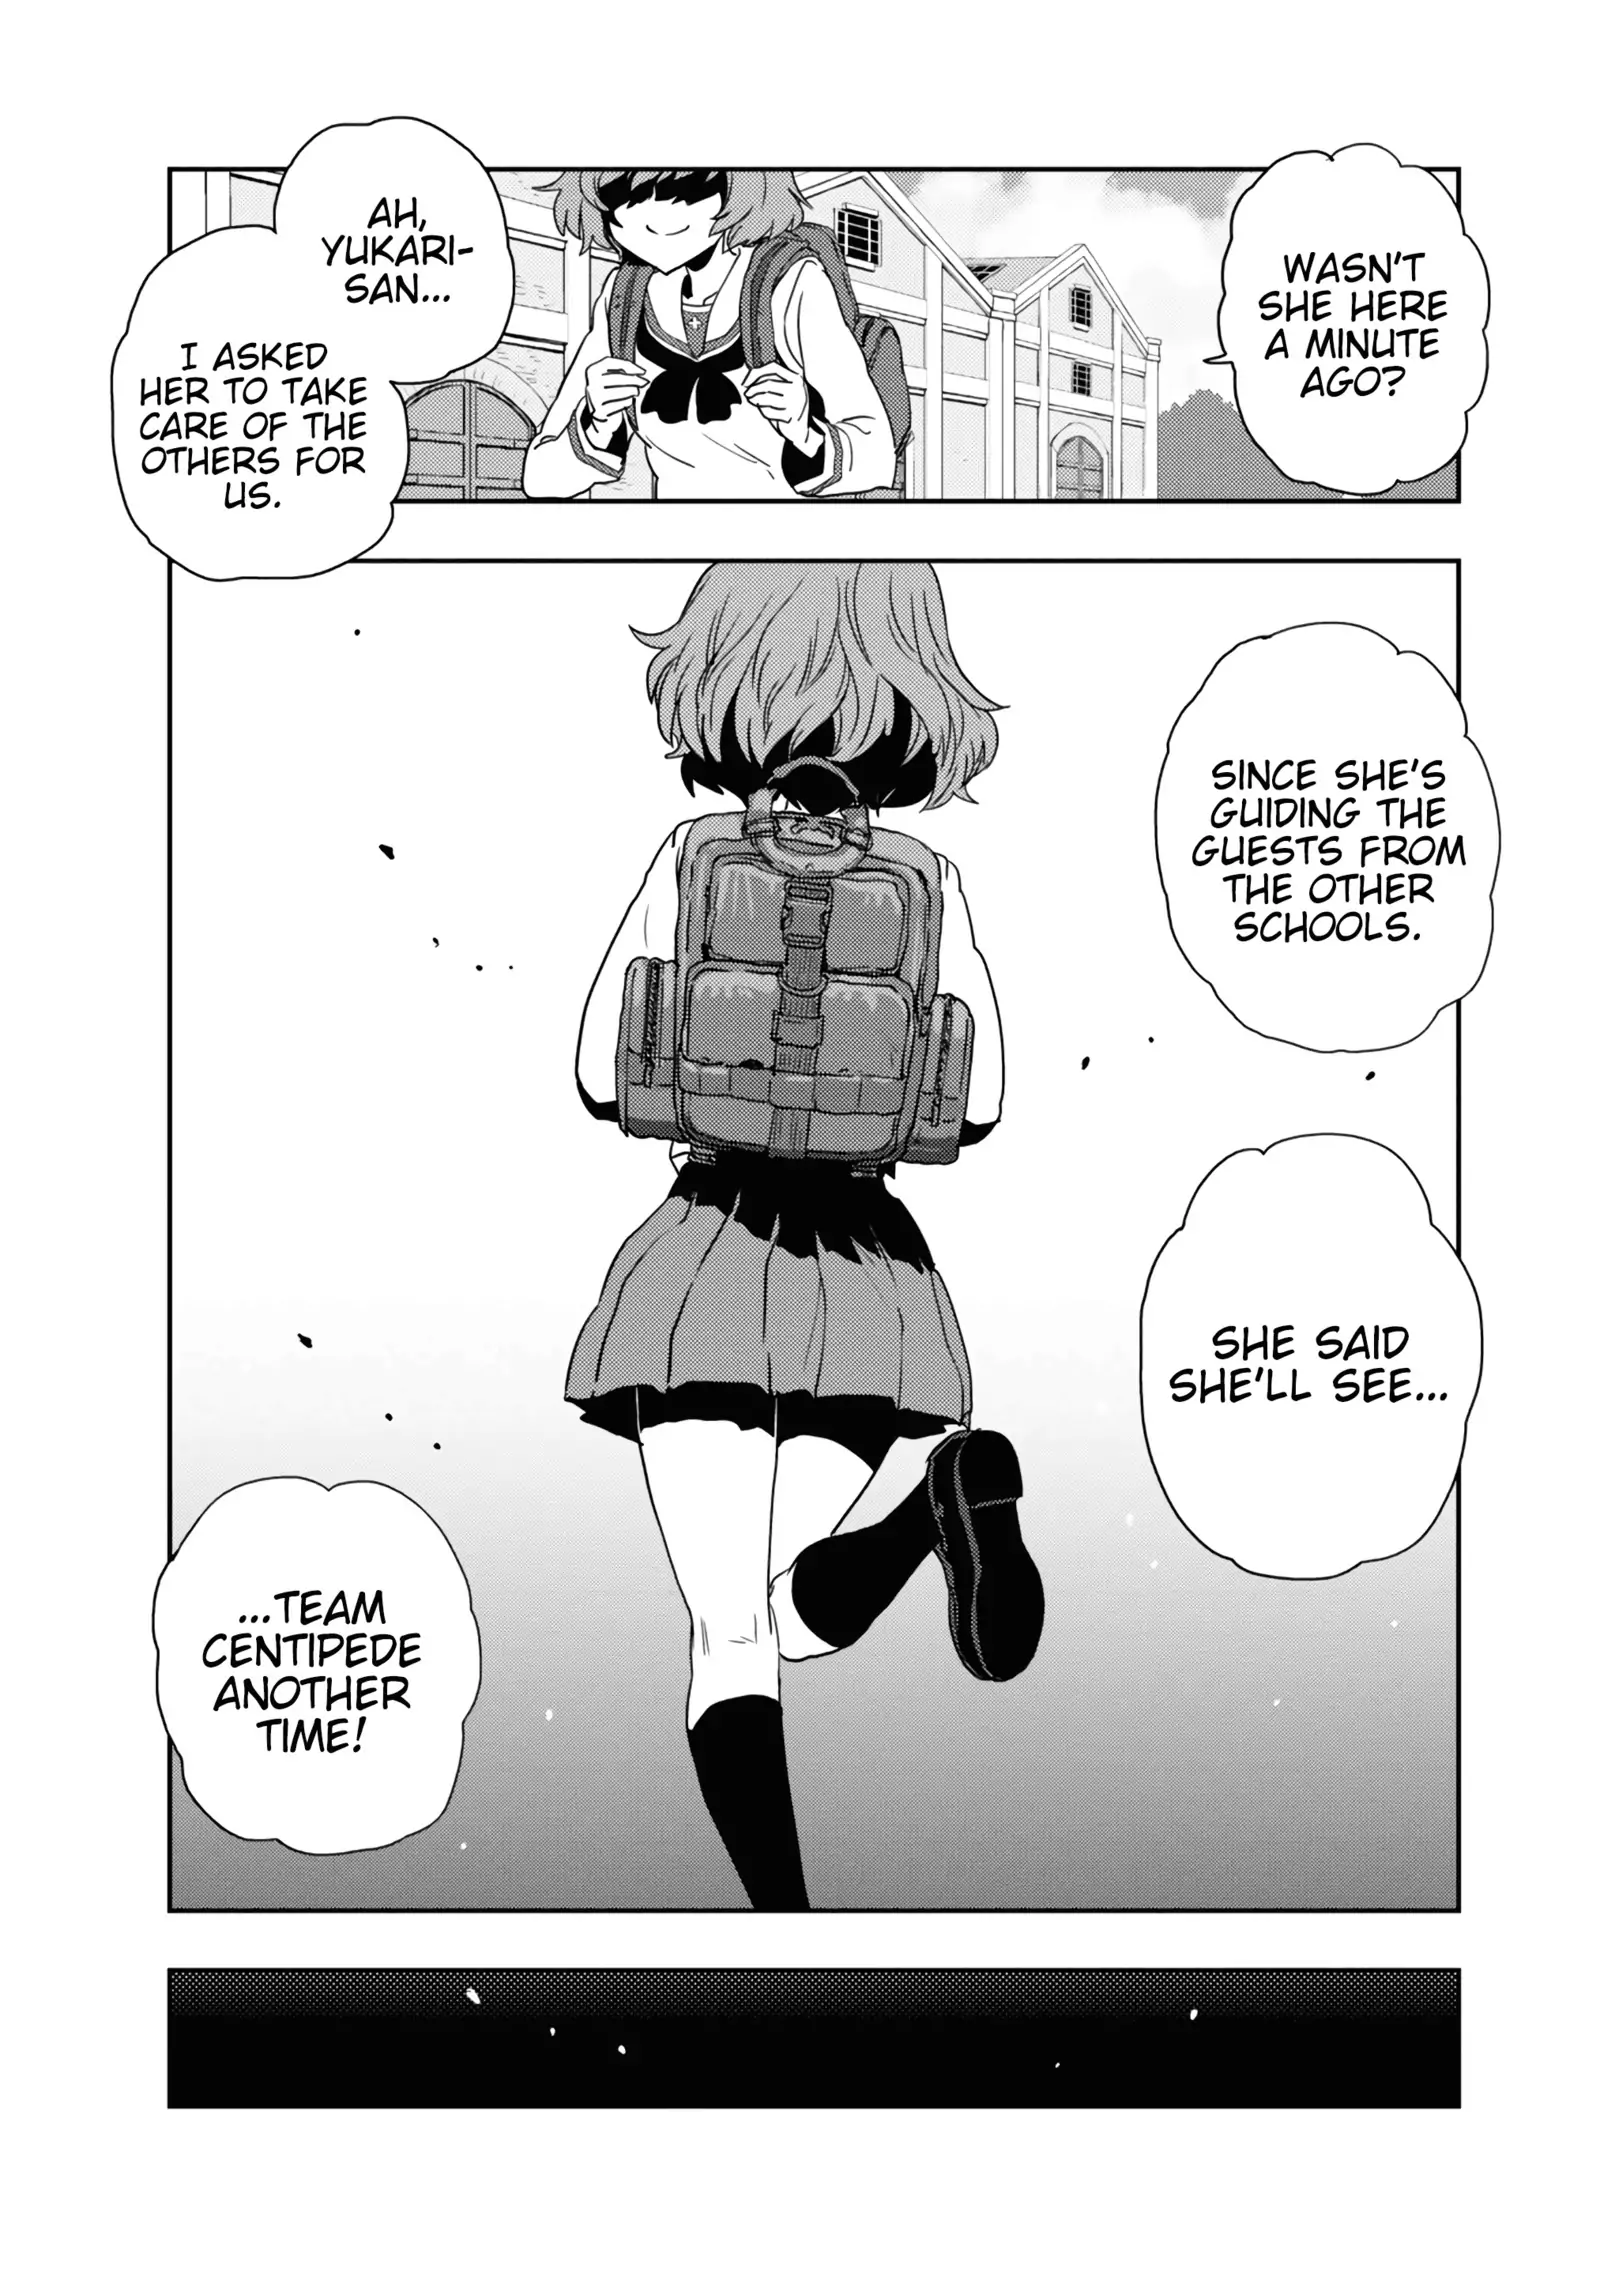 WASN'T
SHE HERE
A MINUTE
AGO?
AH,
YUKARI-
SAN...
I ASKED
HER TO TAKE
CARE OF THE
OTHERS FOR
US.
SINCE SHE'S
GUIDING THE
GUESTS FROM
THE OTHER
SCHOOLS.
SHE SAID
SHE'LL SEE...
...TEAM
CENTIPEDE
ANOTHER
TIME!